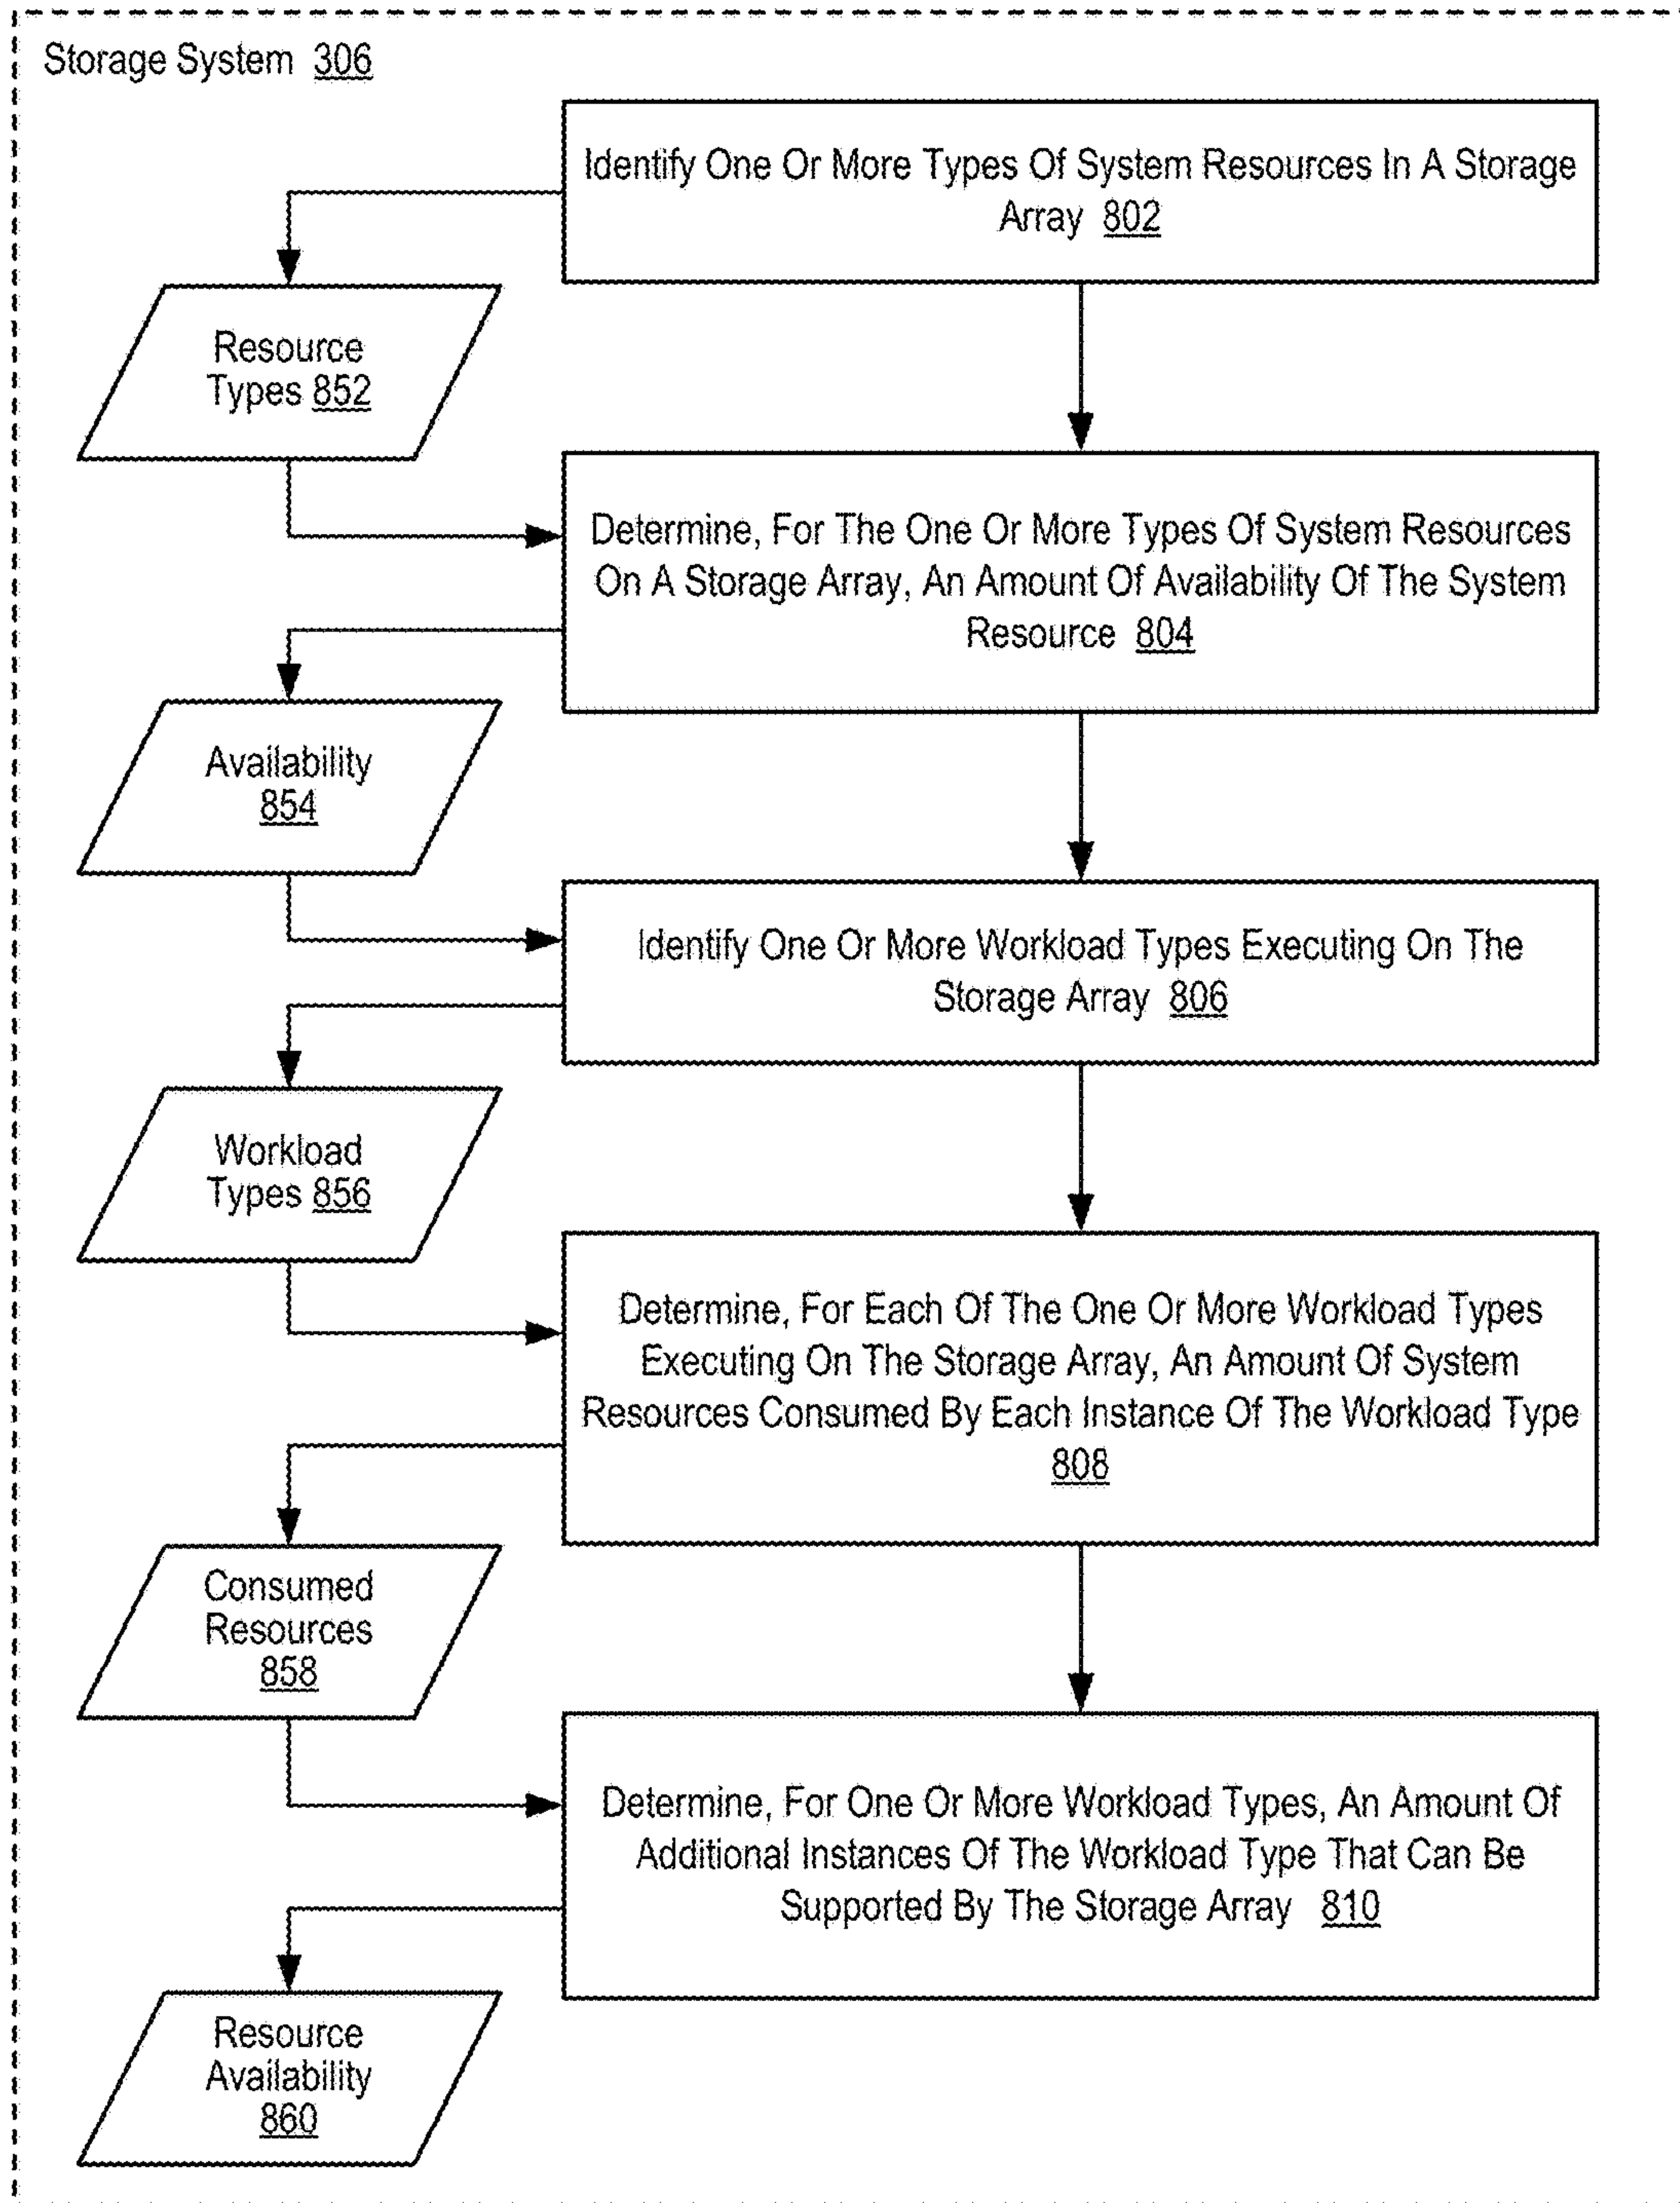 Storage System 306
Identify One Or More Types Of System Resources In A Storage
Array 802
Resource
Types 852
Determine, For The One Or More Types Of System Resources
On A Storage Array, An Amount Of Availability Of The System
Resource 804
Availability
854
Identify One Or More Workload Types Executing On The
Storage Array 806
Workload
Types 856
Determine, For Each Of The One Or More Workload Types
Executing On The Storage Array, An Amount Of System
Resources Consumed By Each Instance Of The Workload Type
808
Consumed
Resources
858
Determine, For One Or More Workload Types, An Amount Of
Additional Instances Of The Workload Type That Can Be
Supported By The Storage Array 810
Resource
Availability
860